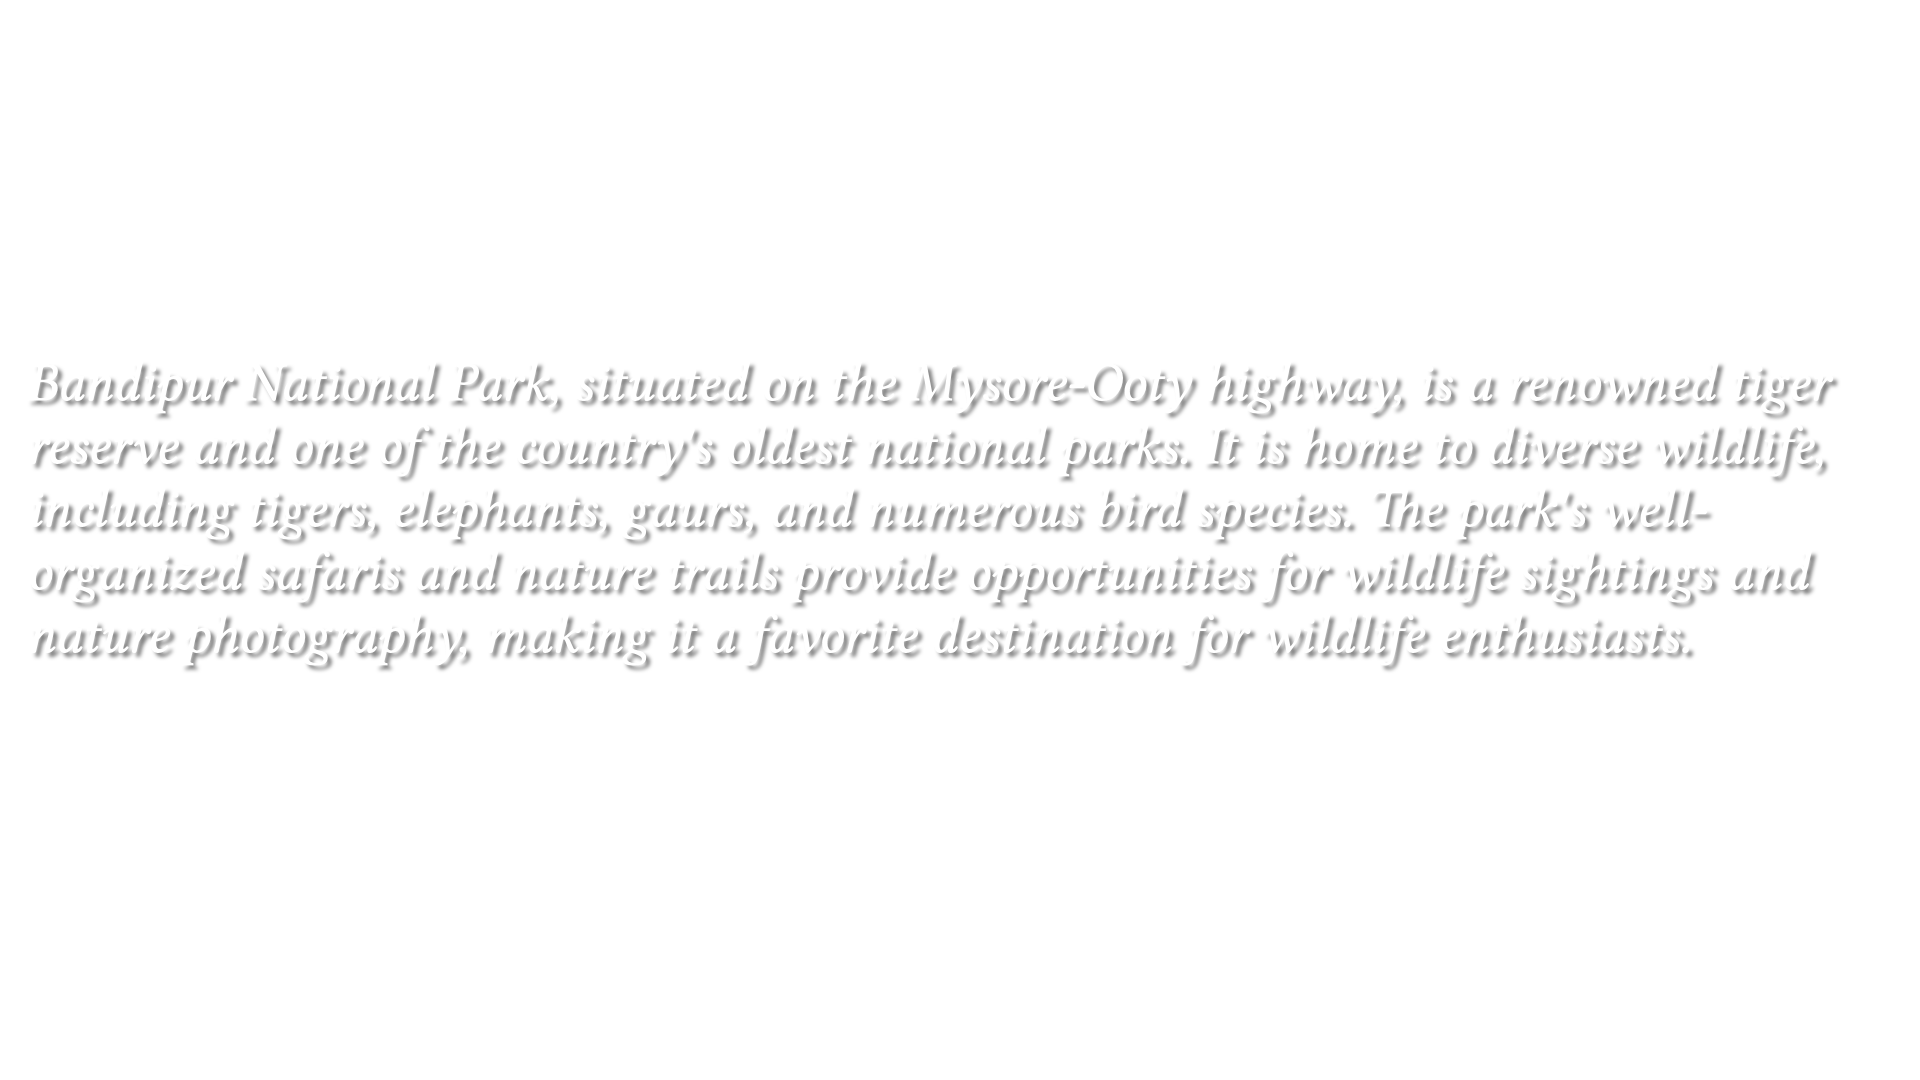 Bandipur National Park, situated on the Mysore-Ooty highway, is a renowned tiger
reserve and one of the country's oldest national parks. It is home to diverse wildlife,
including tigers, elephants, gaurs, and numerous bird species. The park's well-
organized safaris and nature trails provide opportunities for wildlife sightings and
nature photography, making it a favorite destination for wildlife enthusiasts.